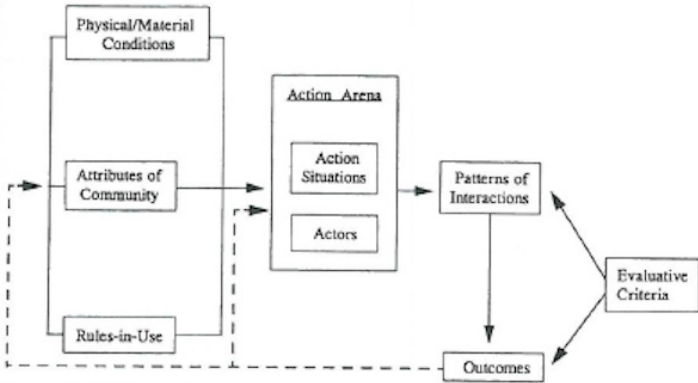 Physical/Material
Conditions
Attributes of
Community
Rules-in-Use
Action Arena
Action
Situations
Actors
Patterns of
Interactions
Outcomes
Evaluative
Criteria